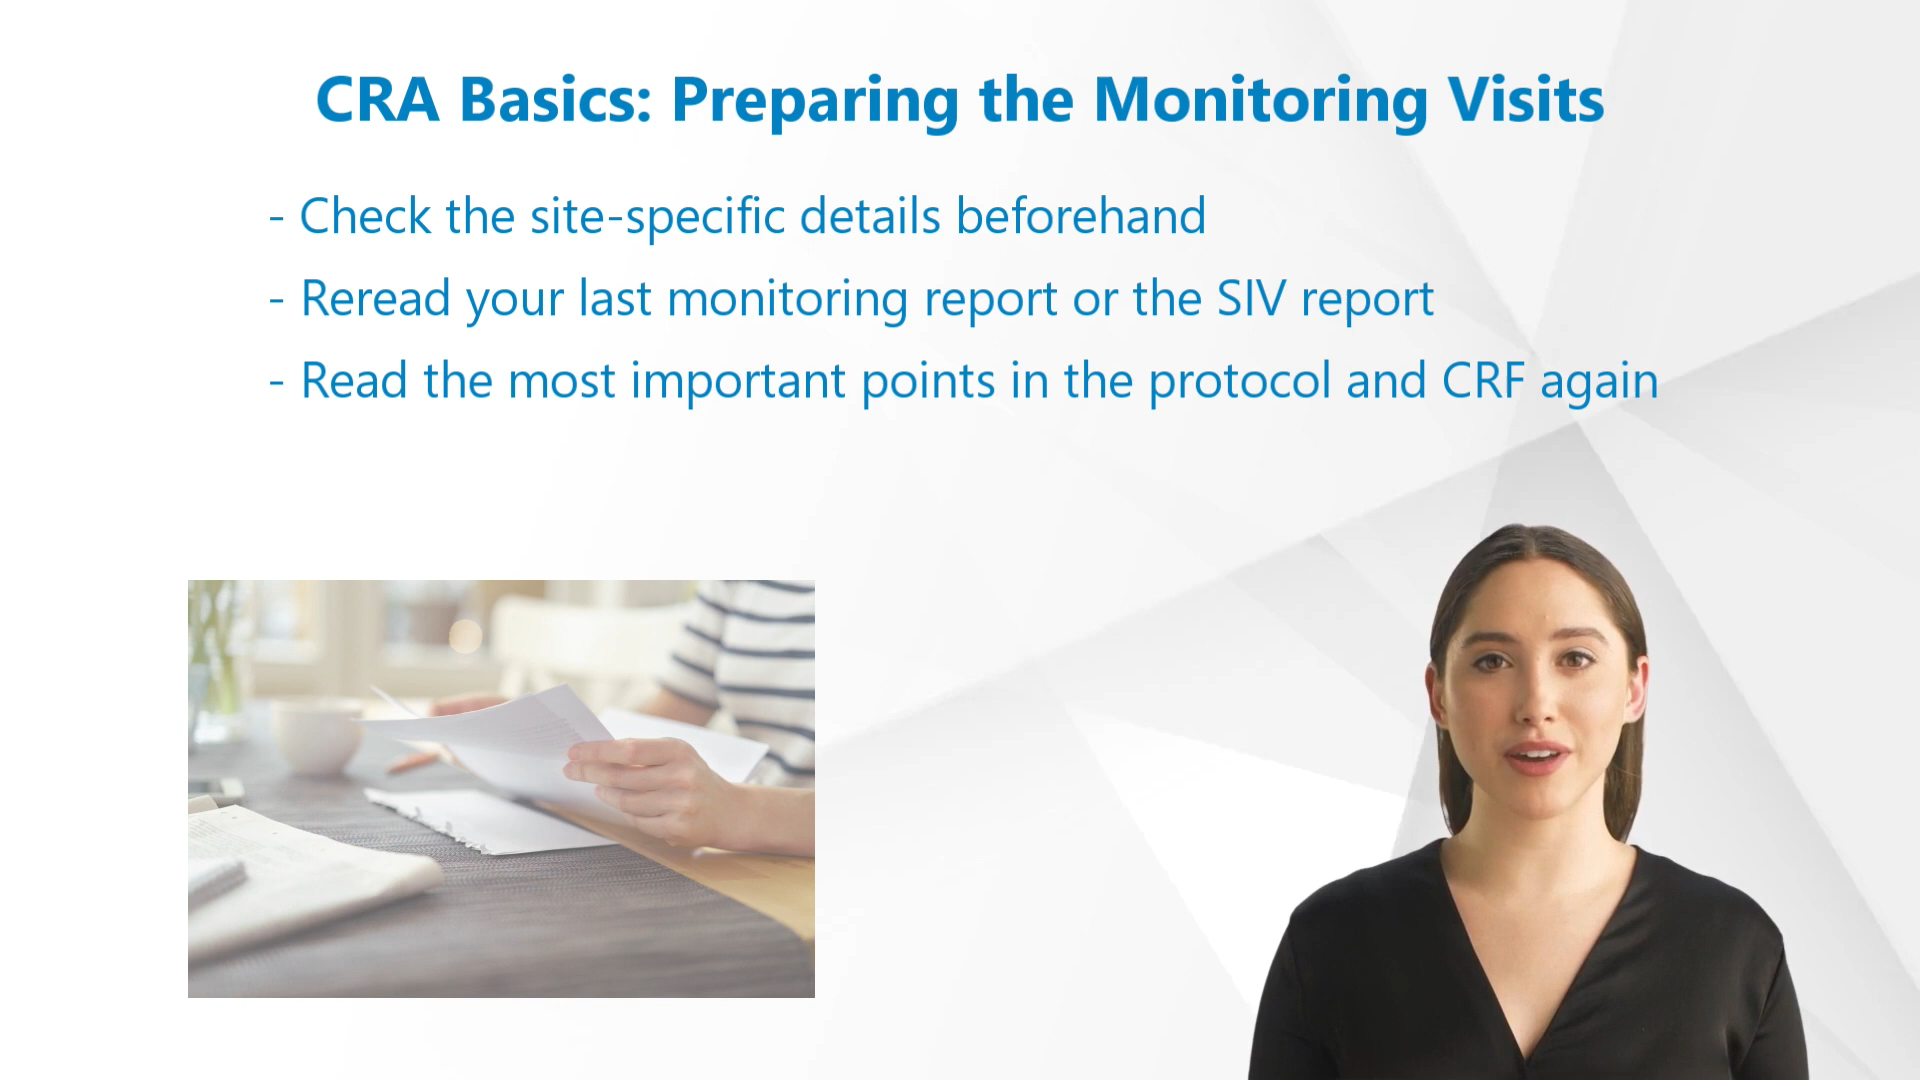 CRA Basics: Preparing the Monitoring Visits
- Check the site-specific details beforehand
- Reread your last monitoring report or the SIV report
- Read the most important points in the protocol and CRF again